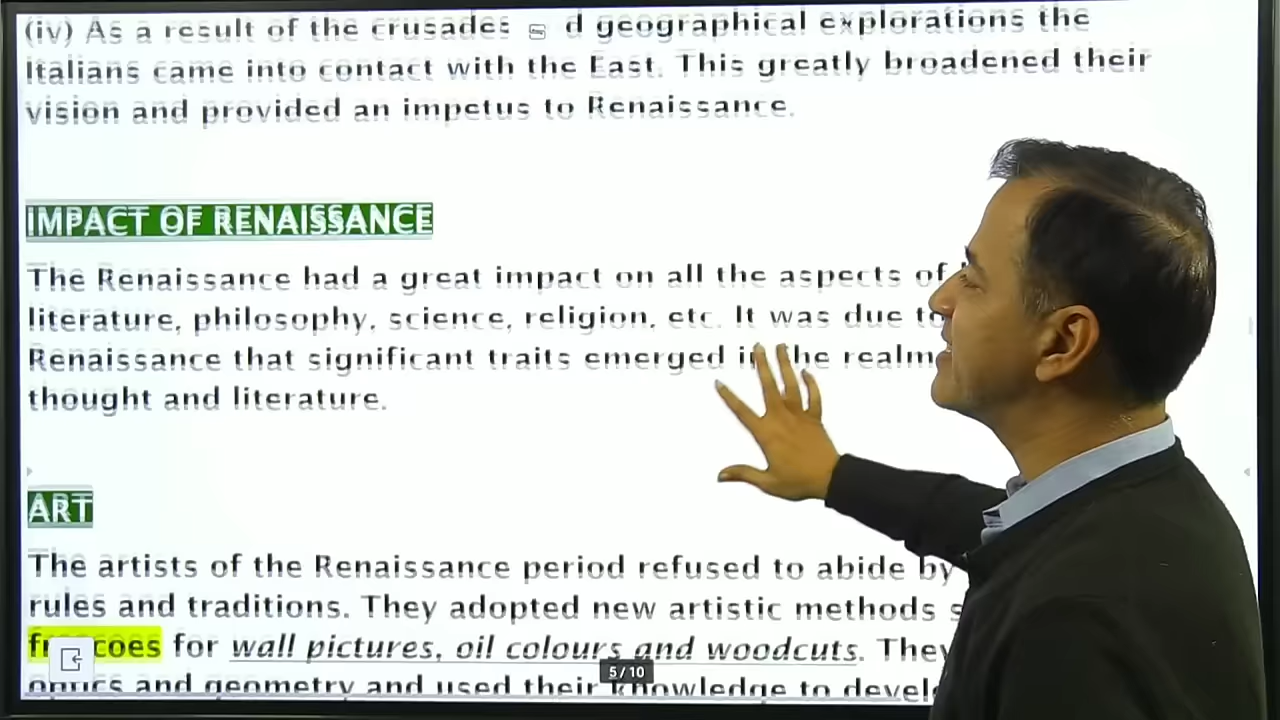 (iv) As a result of the crusades d geographical explorations the
Italians came into contact with the East. This greatly broadened their
vision and provided an impetus to Renaissance.
IMPACT OF RENAISSANCE
The Renaissance had a great impact on all the aspects of
literature, philosophy, science, religion, etc. It was due to
Renaissance that significant traits emerged in the realm
thought and literature.
ART
The artists of the Renaissance period refused to abide by
rules and traditions. They adopted new artistic methods s
coes for wall pictures, oil colours and woodcuts. They
optics and geometry and used their knowledge to devel
5/10